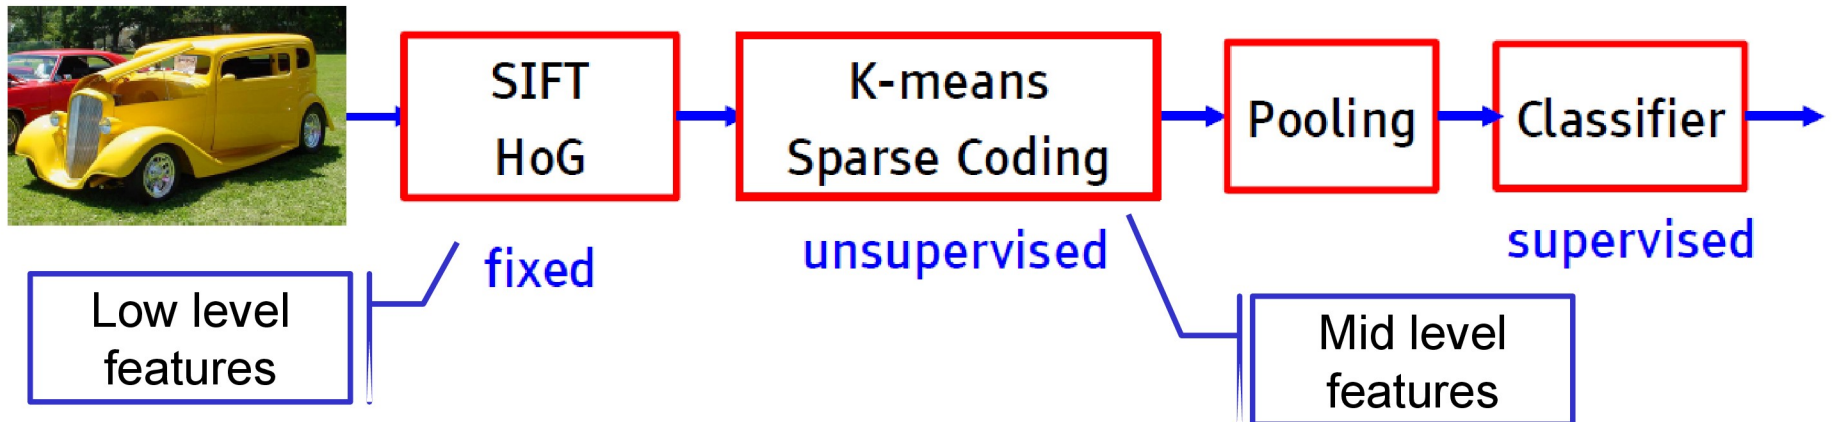 SIFT
HoG
K-means
Sparse Coding
Pooling
Classifier
fixed
unsupervised
supervised
Low level
features
Mid level
features